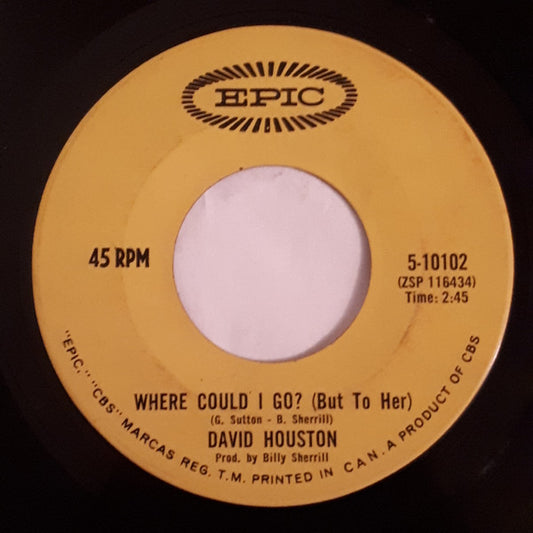 EPIC
45 RPM
5-10102
(ZSP 116434)
Time: 2:45
WHERE COULD I GO? (But To Her)
(G. Sutton - B. Sherrill)
DAVID HOUSTON
Prod. by Billy Sherrill
"EPIC," "CBS" MARCAS REG. T.M. PRINTED IN CAN. A PRODUCT OF CBS